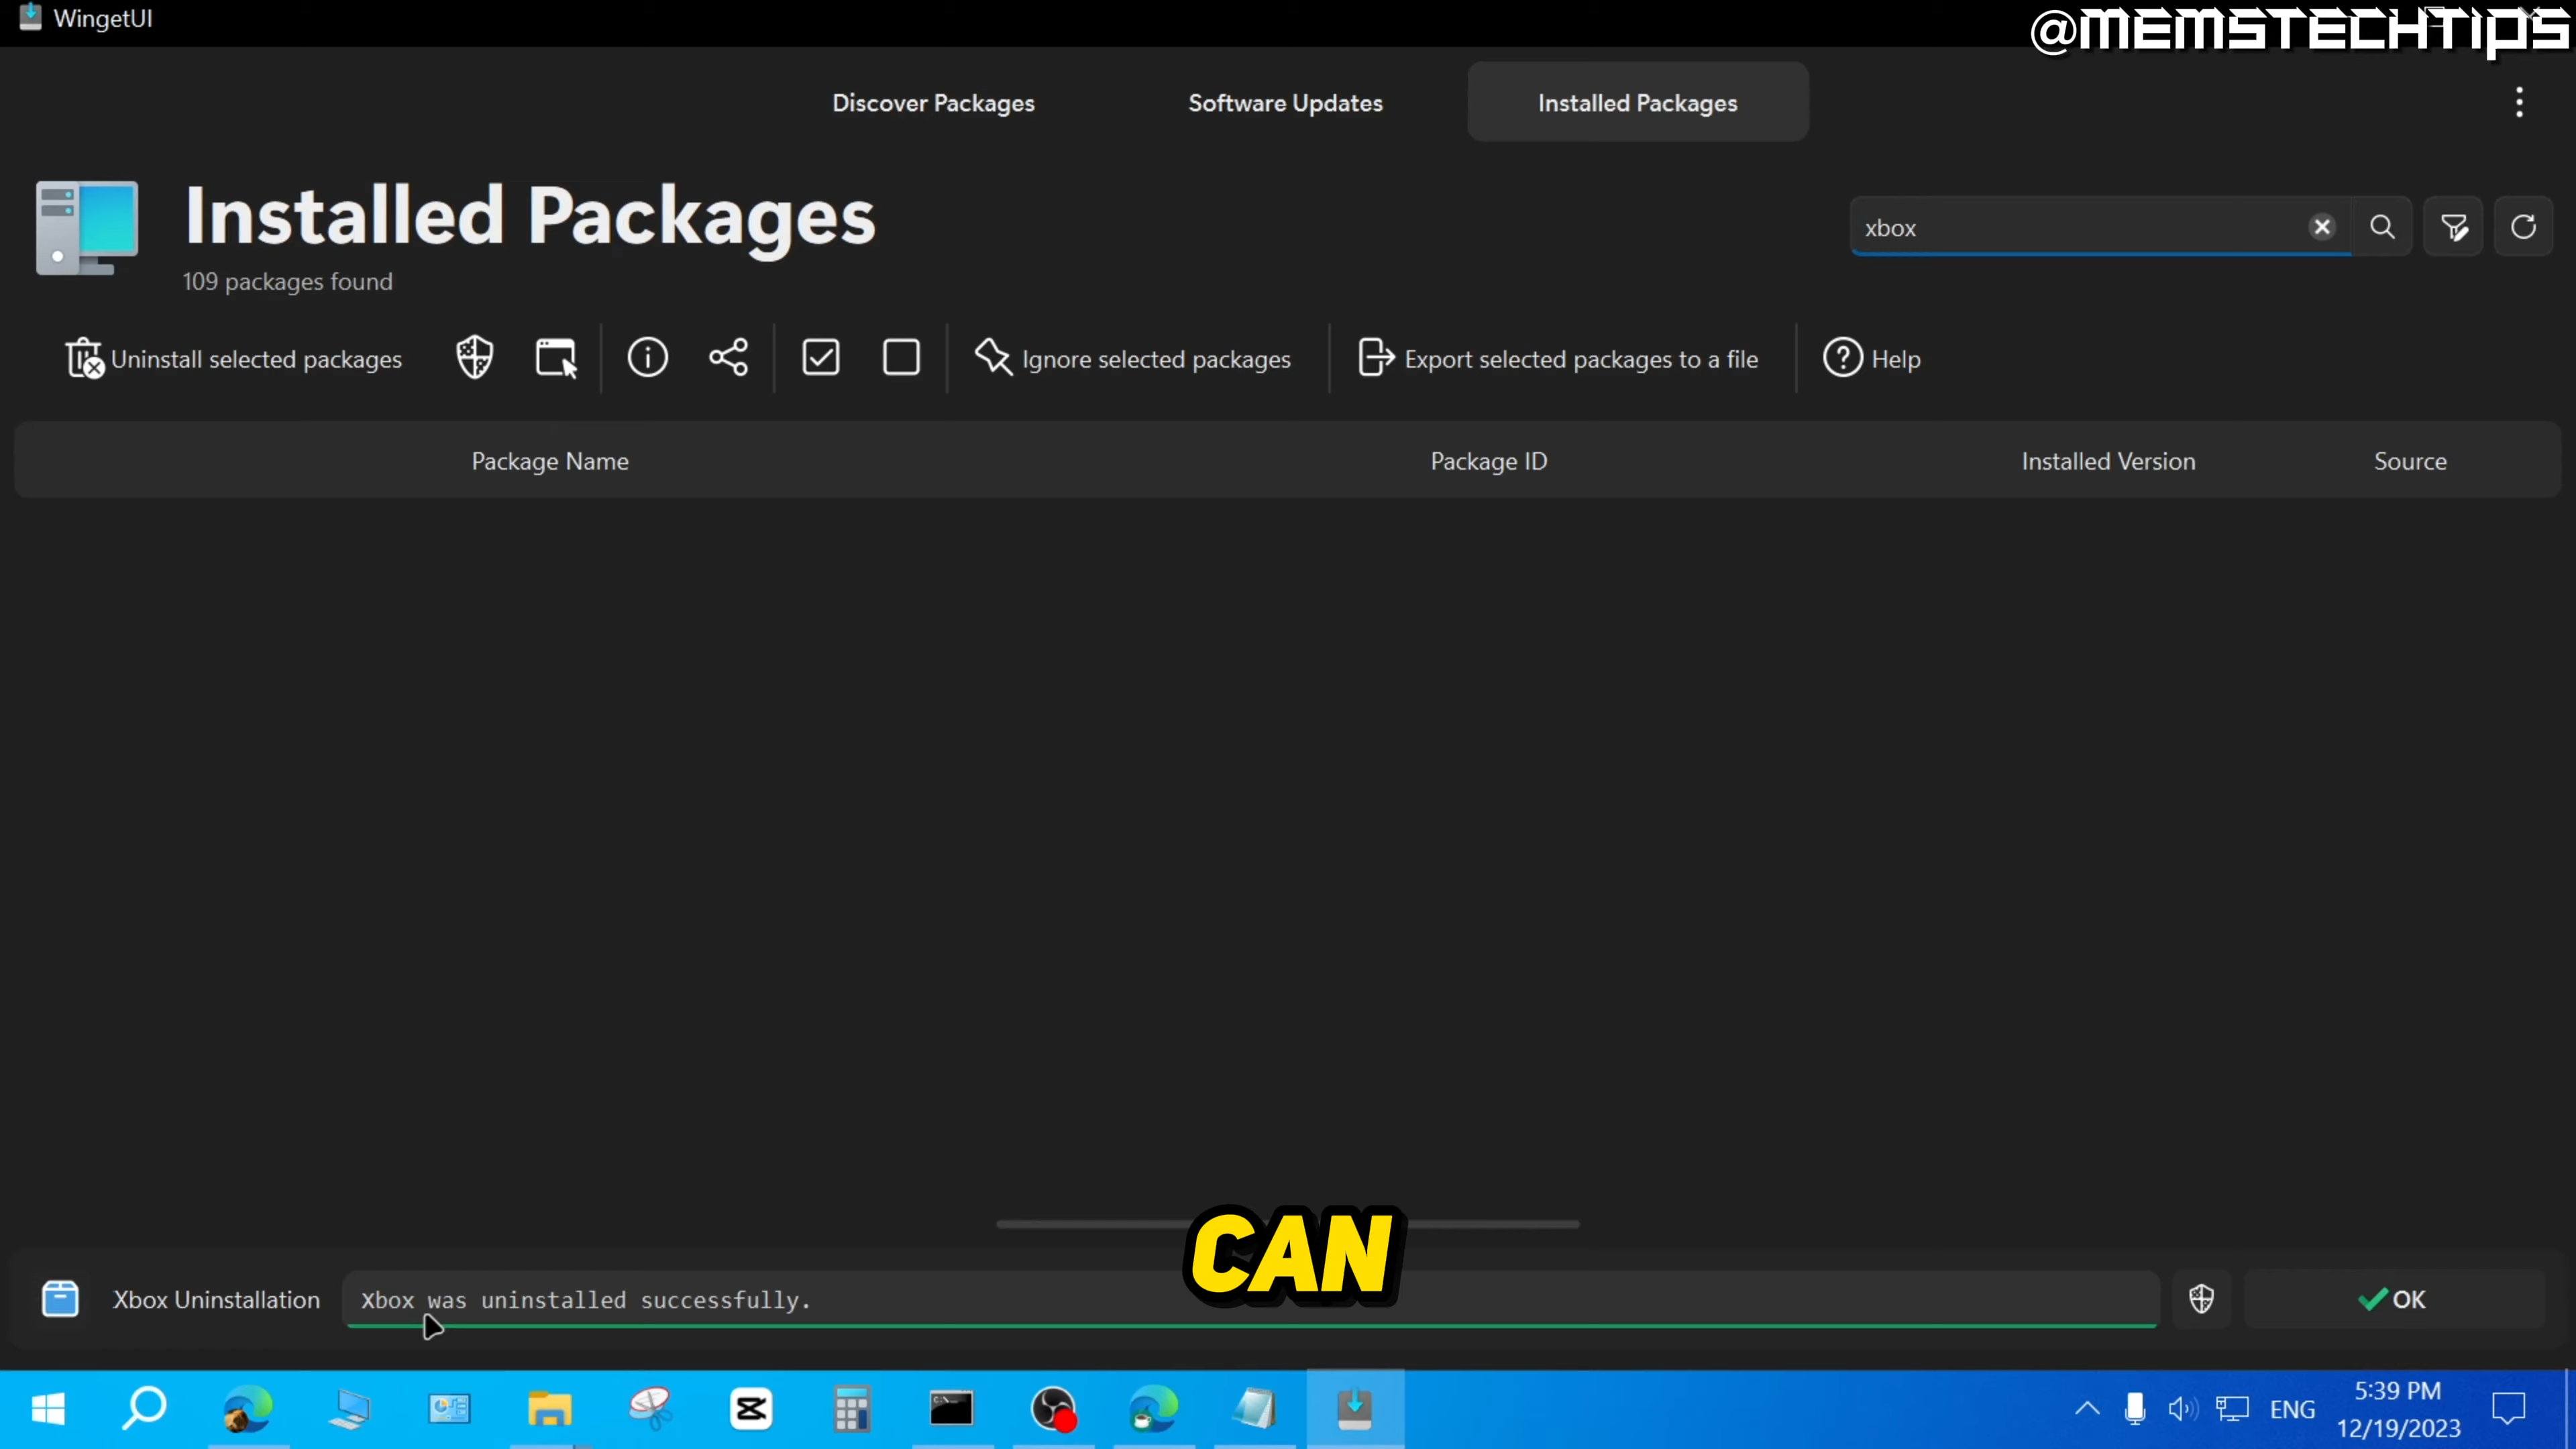 WingetUI
@MEMSTECHTIPS
Discover Packages
Software Updates
Installed Packages
Installed Packages
109 packages found
xbox
Uninstall selected packages
Ignore selected packages
Export selected packages to a file
Help
Package Name
Package ID
Installed Version
Source
CAN
Xbox Uninstallation
Xbox was uninstalled successfully.
OK
ENG
5:39 PM
12/19/2023